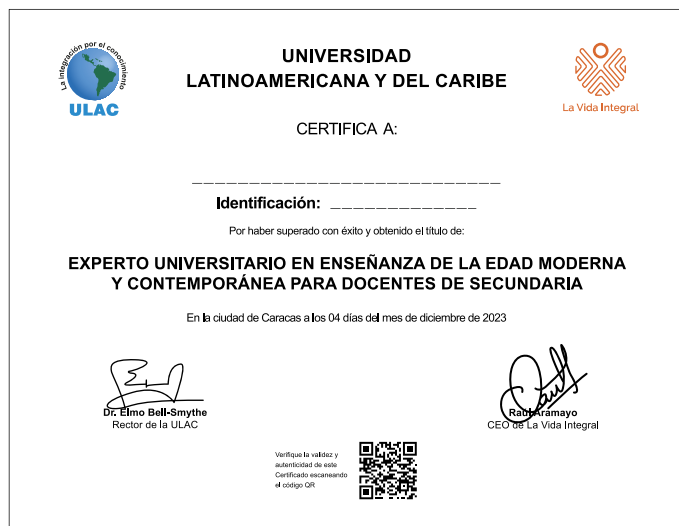 La integración por el conocimiento
ULAC
UNIVERSIDAD
LATINOAMERICANA Y DEL CARIBE
La Vida Integral
CERTIFICA A:
___________________________
Identificación: _____________
Por haber superado con éxito y obtenido el título de:
EXPERTO UNIVERSITARIO EN ENSEÑANZA DE LA EDAD MODERNA
Y CONTEMPORÁNEA PARA DOCENTES DE SECUNDARIA
En la ciudad de Caracas a los 04 días del mes de diciembre de 2023
Dr. Elmo Bell-Smythe
Rector de la ULAC
Raúl Aramayo
CEO de La Vida Integral
Verifique la validez y
autenticidad de este
Certificado escaneando
el código QR